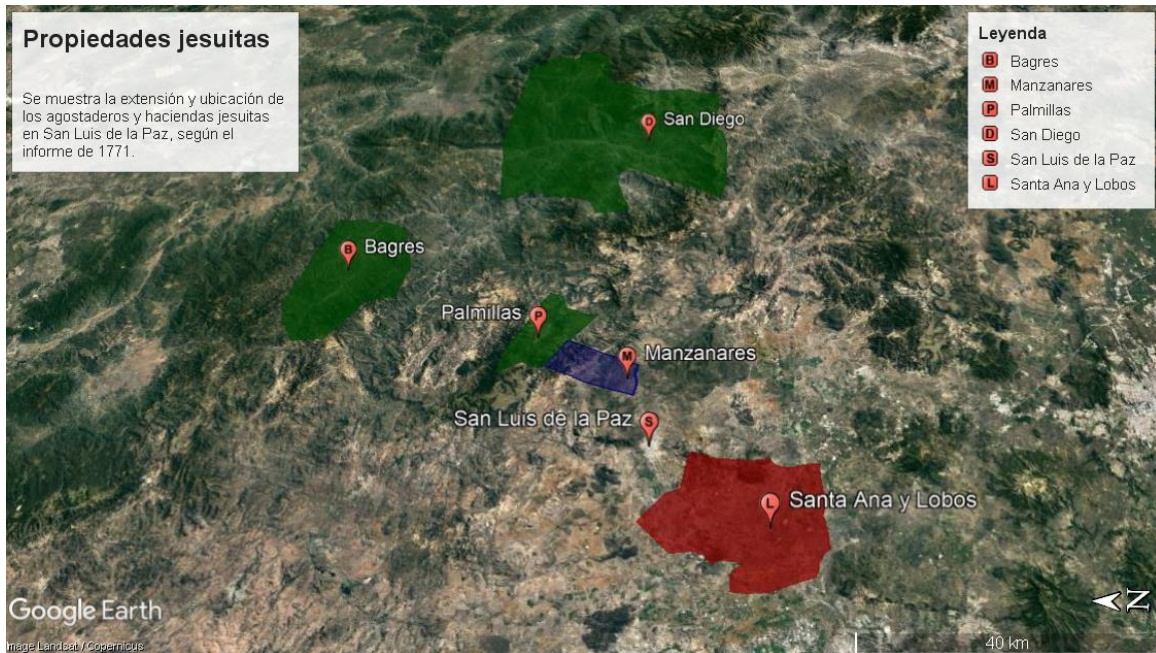 Propiedades jesuitas
Se muestra la extensión y ubicación de
los agostaderos y haciendas jesuitas
en San Luis de la Paz, según el
informe de 1771.
Leyenda
B Bagres
M Manzanares
P Palmillas
D San Diego
S San Luis de la Paz
L Santa Ana y Lobos
D San Diego
B Bagres
Palmillas P
M Manzanares
San Luis de la Paz S
L Santa Ana y Lobos
Google Earth
Image Landsat / Copernicus
N
40 km